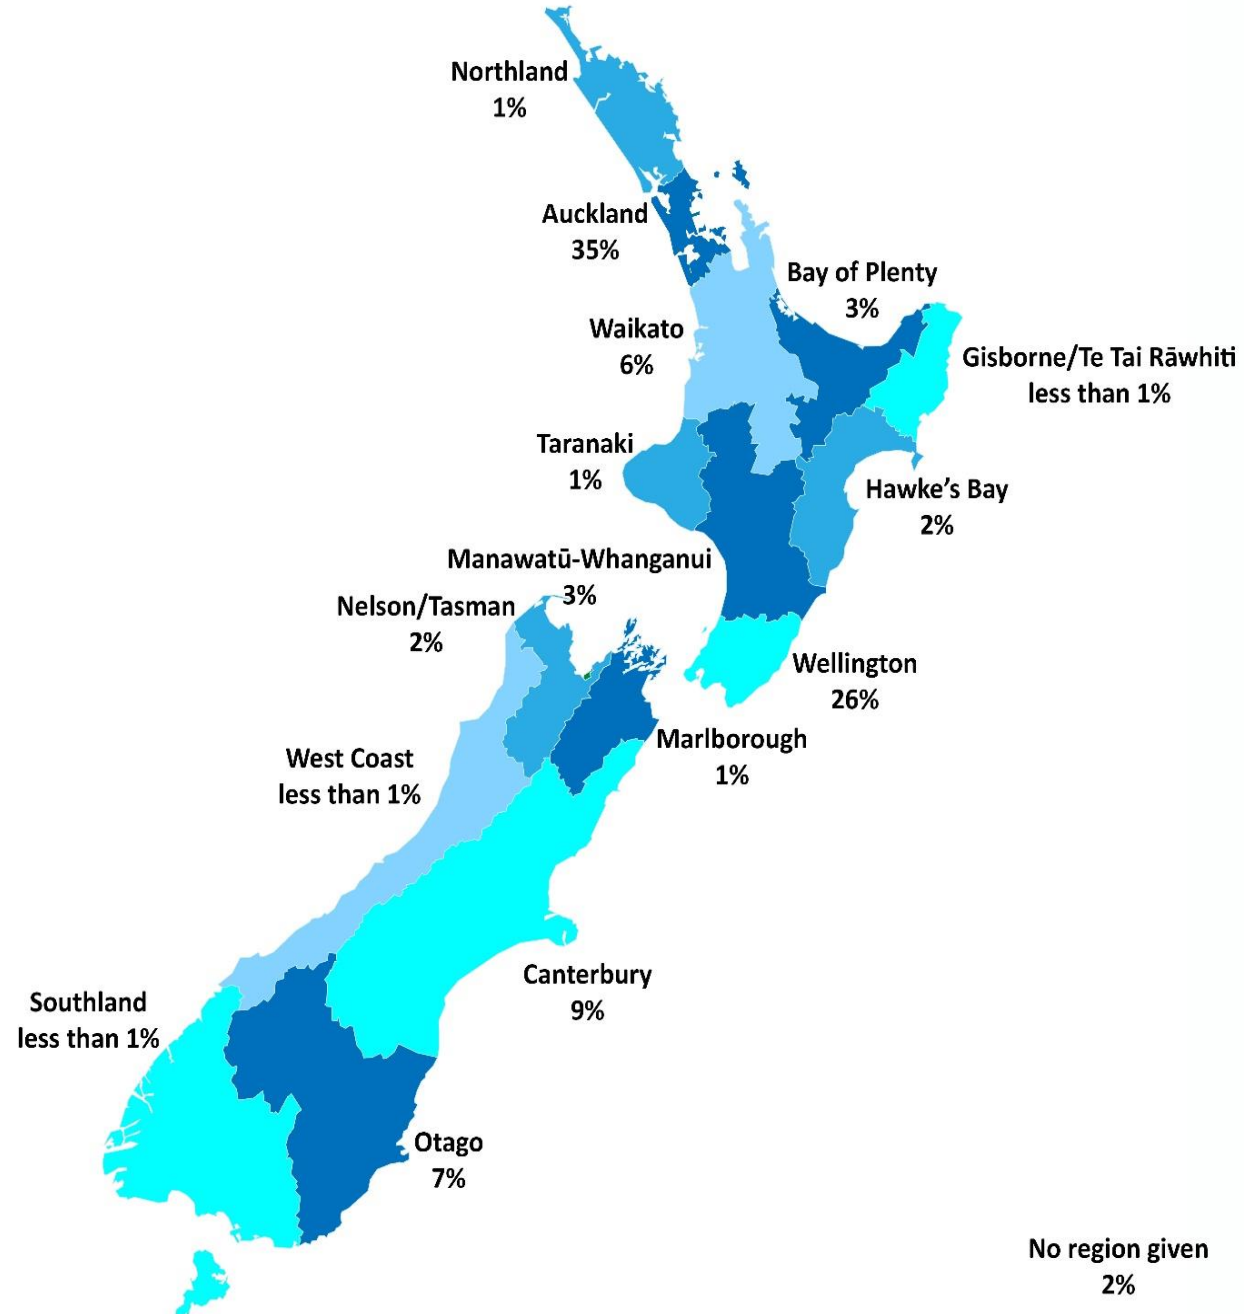 Northland
1%
Auckland
35%
Bay of Plenty
3%
Waikato
6%
Gisborne/Te Tai Rāwhiti
less than 1%
Taranaki
1%
Hawke’s Bay
2%
Manawatū-Whanganui
3%
Nelson/Tasman
2%
Wellington
26%
Marlborough
1%
West Coast
less than 1%
Canterbury
9%
Southland
less than 1%
Otago
7%
No region given
2%